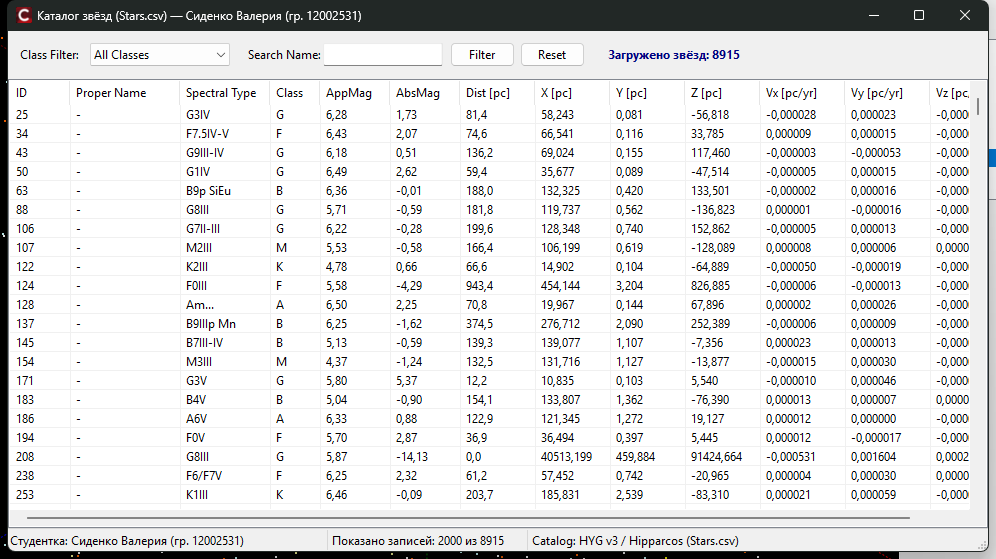 C Каталог звёзд (Stars.csv) — Сиденко Валерия (гр. 12002531)
Class Filter: All Classes Search Name: Filter Reset Загружено звёзд: 8915
ID Proper Name Spectral Type Class AppMag AbsMag Dist [pc] X [pc] Y [pc] Z [pc] Vx [pc/yr] Vy [pc/yr] Vz [pc,
25 - G3IV G 6,28 1,73 81,4 58,243 0,081 -56,818 -0,000028 0,000023 -0,000
34 - F7.5IV-V F 6,43 2,07 74,6 66,541 0,116 33,785 0,000009 0,000015 -0,000
43 - G9III-IV G 6,18 0,51 136,2 69,024 0,155 117,460 -0,000003 -0,000053 -0,000
50 - G1IV G 6,49 2,62 59,4 35,677 0,089 -47,514 -0,000005 0,000015 -0,000
63 - B9p SiEu B 6,36 -0,01 188,0 132,325 0,420 133,501 -0,000002 0,000016 -0,000
88 - G8III G 5,71 -0,59 181,8 119,737 0,562 -136,823 0,000001 -0,000016 -0,000
106 - G7II-III G 6,22 -0,28 199,6 128,348 0,740 152,862 -0,000005 0,000013 -0,000
107 - M2III M 5,53 -0,58 166,4 106,199 0,619 -128,089 0,000008 0,000006 0,0000
122 - K2III K 4,78 0,66 66,6 14,902 0,104 -64,889 -0,000050 -0,000019 -0,000
124 - F0III F 5,58 -4,29 943,4 454,144 3,204 826,885 -0,000006 -0,000013 -0,000
128 - Am... A 6,50 2,25 70,8 19,967 0,144 67,896 0,000002 0,000026 -0,000
137 - B9IIIp Mn B 6,25 -1,62 374,5 276,712 2,090 252,389 -0,000006 0,000009 -0,000
145 - B7III-IV B 5,13 -0,59 139,3 139,077 1,107 -7,356 0,000023 0,000013 -0,000
154 - M3III M 4,37 -1,24 132,5 131,716 1,127 -13,877 -0,000015 0,000030 -0,000
171 - G3V G 5,80 5,37 12,2 10,835 0,103 5,540 -0,000010 0,000046 -0,000
183 - B4V B 5,04 -0,90 154,1 133,807 1,362 -76,390 0,000013 0,000007 0,0000
186 - A6V A 6,33 0,88 122,9 121,345 1,272 19,127 0,000012 0,000000 -0,000
194 - F0V F 5,70 2,87 36,9 36,494 0,397 5,445 0,000012 -0,000017 -0,000
208 - G8III G 5,87 -14,13 0,0 40513,199 459,884 91424,664 -0,000531 0,001604 0,0002
238 - F6/F7V F 6,25 2,32 61,2 57,452 0,742 -20,965 0,000004 0,000030 0,0000
253 - K1III K 6,46 -0,09 203,7 185,831 2,539 -83,310 0,000021 0,000059 -0,000
Студентка: Сиденко Валерия (гр. 12002531) Показано записей: 2000 из 8915 Catalog: HYG v3 / Hipparcos (Stars.csv)